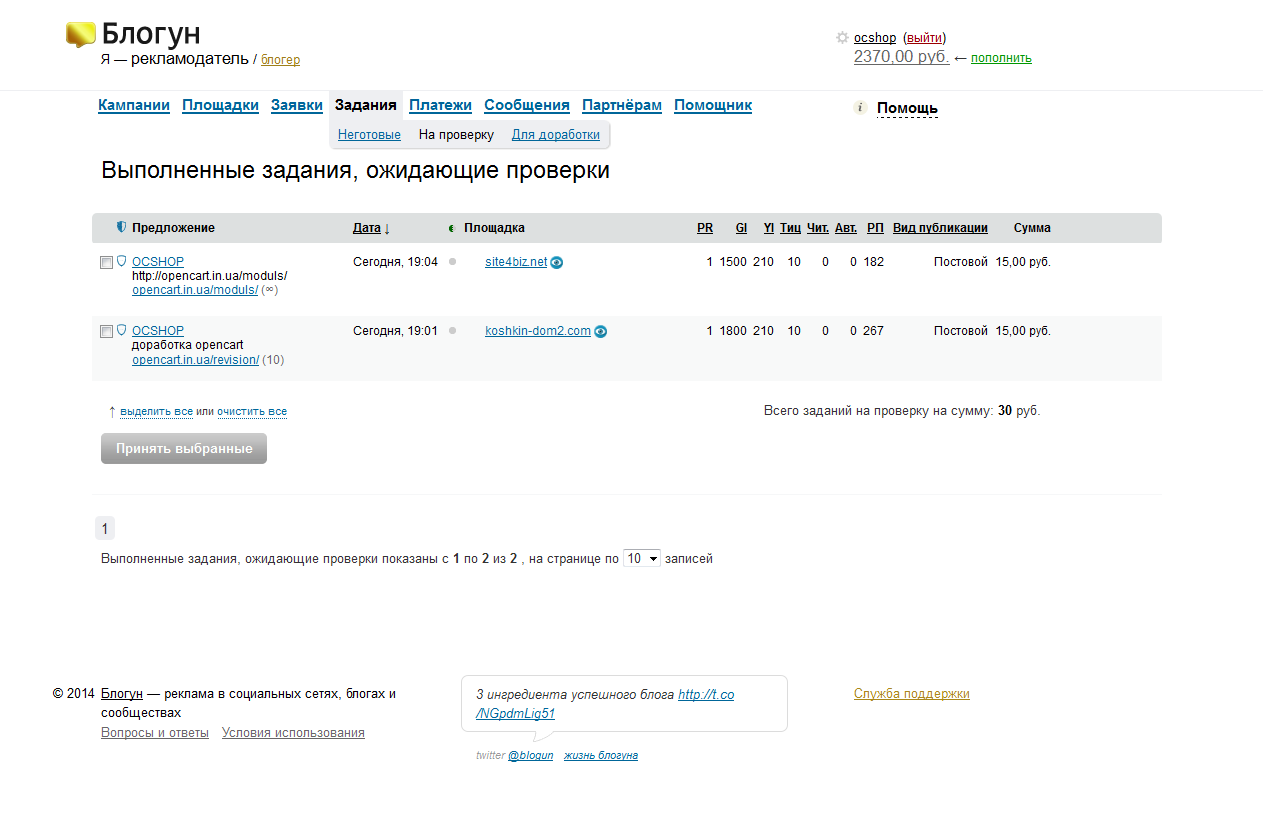 Блогун
Я — рекламодатель / блогер
ocshop (выйти)
2370,00 руб. ← пополнить
Кампании Площадки Заявки Задания Платежи Сообщения Партнёрам Помощник
i Помощь
Неготовые На проверку Для доработки
Выполненные задания, ожидающие проверки
Предложение Дата ↓ Площадка PR GI YI Тиц Чит. Авт. РП Вид публикации Сумма
OCSHOP Сегодня, 19:04 site4biz.net 1 1500 210 10 0 0 182 Постовой 15,00 руб.
http://opencart.in.ua/moduls/
opencart.in.ua/moduls/ (∞)
OCSHOP Сегодня, 19:01 koshkin-dom2.com 1 1800 210 10 0 0 267 Постовой 15,00 руб.
доработка opencart
opencart.in.ua/revision/ (10)
↑ выделить все или очистить все
Всего заданий на проверку на сумму: 30 руб.
Принять выбранные
1
Выполненные задания, ожидающие проверки показаны с 1 по 2 из 2 , на странице по 10 записей
© 2014 Блогун — реклама в социальных сетях, блогах и
сообществах
Вопросы и ответы Условия использования
3 ингредиента успешного блога http://t.co
/NGpdmLig51
twitter @blogun жизнь блогуна
Служба поддержки